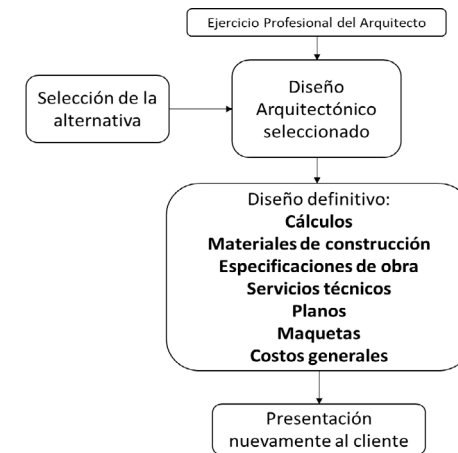 Ejercicio Profesional del Arquitecto
Selección de la
alternativa
Diseño
Arquitectónico
seleccionado
Diseño definitivo:
Cálculos
Materiales de construcción
Especificaciones de obra
Servicios técnicos
Planos
Maquetas
Costos generales
Presentación
nuevamente al cliente